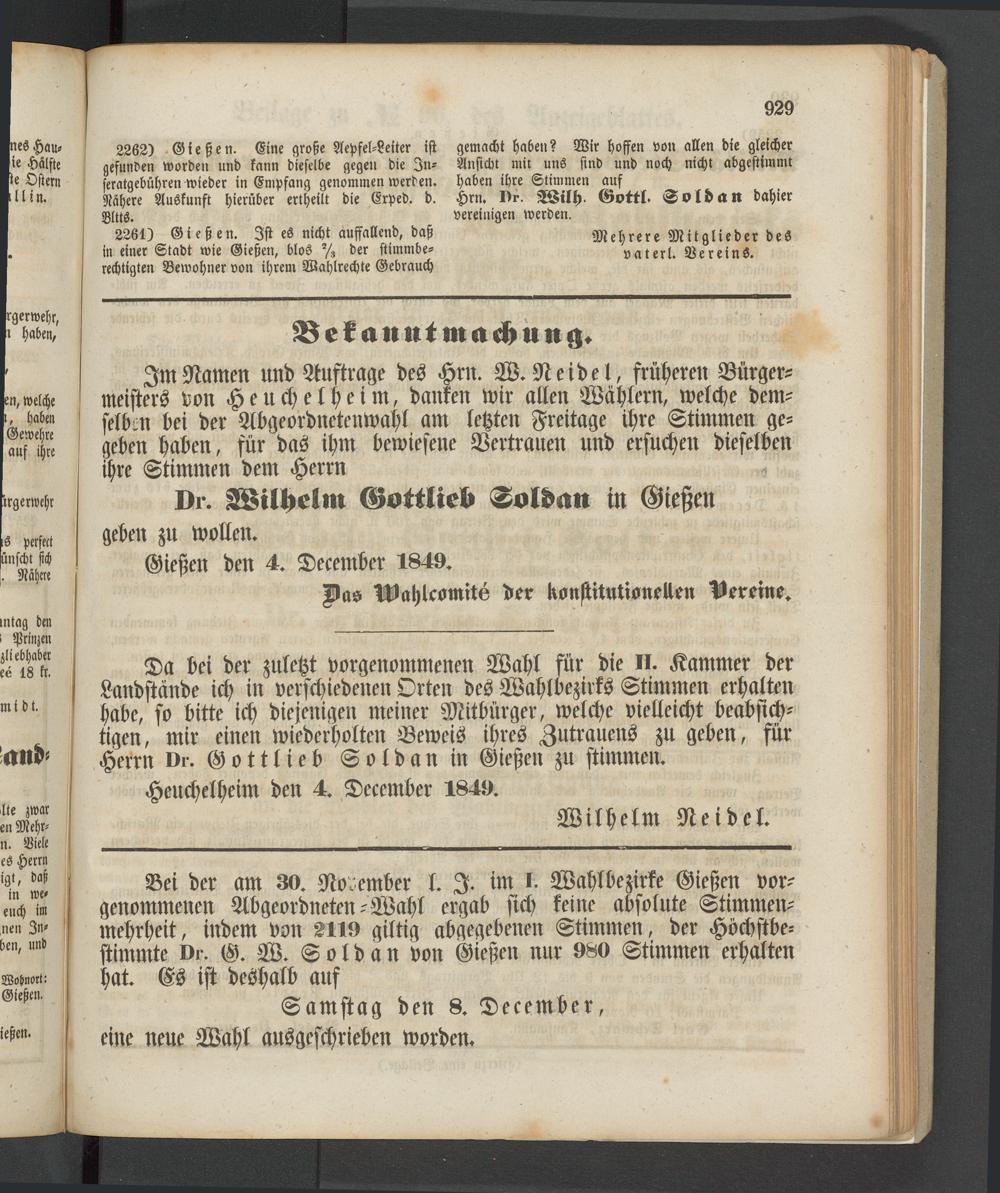 929
2262) Gießen. Eine große Aepfel-Leiter ist
gefunden worden und kann dieselbe gegen die In-
seratgebühren wieder in Empfang genommen werden.
Nähere Auskunft hierüber ertheilt die Exped. d.
Bltts.
2261) Gießen. Ist es nicht auffallend, daß
in einer Stadt wie Gießen, blos 2/3 der stimmbe-
rechtigten Bewohner von ihrem Wahlrechte Gebrauch
gemacht haben? Wir hoffen von allen die gleicher
Ansicht mit uns sind und noch nicht abgestimmt
haben ihre Stimmen auf
Hrn. Dr. Wilh. Gottl. Soldan dahier
vereinigen werden.
Mehrere Mitglieder des
vaterl. Vereins.
Bekanntmachung.
Im Namen und Auftrage des Hrn. W. Neidel, früheren Bürger-
meisters von Heuchelheim, danken wir allen Wählern, welche dem-
selben bei der Abgeordnetenwahl am letzten Freitage ihre Stimmen ge-
geben haben, für das ihm bewiesene Vertrauen und ersuchen dieselben
ihre Stimmen dem Herrn
Dr. Wilhelm Gottlieb Soldan in Gießen
geben zu wollen.
Gießen den 4. December 1849.
Das Wahlcomité der konstitutionellen Vereine.
Da bei der zuletzt vorgenommenen Wahl für die II. Kammer der
Landstände ich in verschiedenen Orten des Wahlbezirks Stimmen erhalten
habe, so bitte ich diejenigen meiner Mitbürger, welche vielleicht beabsich-
tigen, mir einen wiederholten Beweis ihres Zutrauens zu geben, für
Herrn Dr. Gottlieb Soldan in Gießen zu stimmen.
Heuchelheim den 4. December 1849.
Wilhelm Neidel.
Bei der am 30. November l. J. im I. Wahlbezirke Gießen vor-
genommenen Abgeordneten-Wahl ergab sich keine absolute Stimmen-
mehrheit, indem von 2119 giltig abgegebenen Stimmen, der Höchstbe-
stimmte Dr. G. W. Soldan von Gießen nur 980 Stimmen erhalten
hat. Es ist deshalb auf
Samstag den 8. December,
eine neue Wahl ausgeschrieben worden.